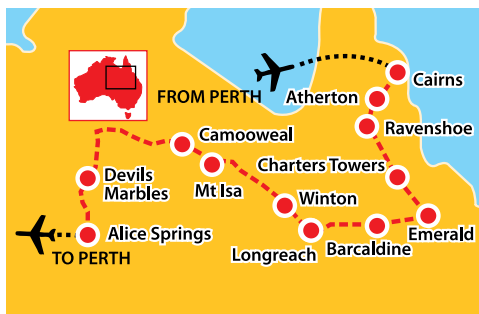 Cairns
FROM PERTH
Atherton
Camooweal
Ravenshoe
Devils
Marbles
Mt Isa
Charters Towers
Winton
Alice Springs
Longreach
Barcaldine
Emerald
TO PERTH